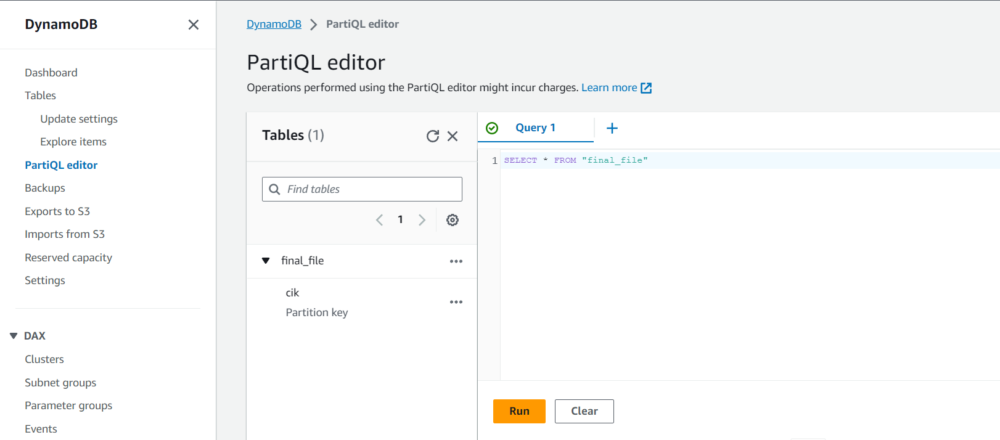 DynamoDB
Dashboard
Tables
Update settings
Explore items
PartiQL editor
Backups
Exports to S3
Imports from S3
Reserved capacity
Settings
DAX
Clusters
Subnet groups
Parameter groups
Events
DynamoDB PartiQL editor
PartiQL editor
Operations performed using the PartiQL editor might incur charges. Learn more
Tables (1)
Find tables
1
final_file
cik
Partition key
Query 1
1 SELECT * FROM "final_file"
Run Clear